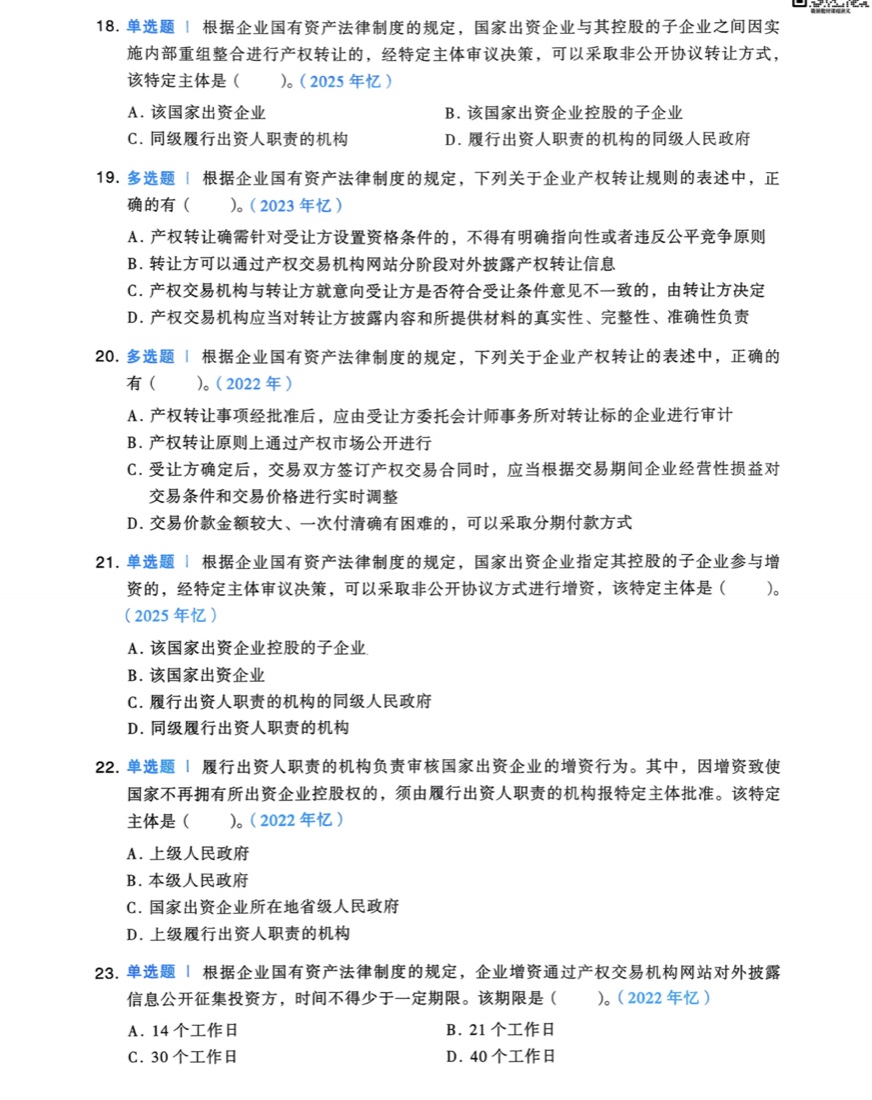 18. 单选题 | 根据企业国有资产法律制度的规定，国家出资企业与其控股的子企业之间因实
施内部重组整合进行产权转让的，经特定主体审议决策，可以采取非公开协议转让方式，
该特定主体是（　　）。（2025 年忆）
A. 该国家出资企业　　B. 该国家出资企业控股的子企业
C. 同级履行出资人职责的机构　　D. 履行出资人职责的机构的同级人民政府
19. 多选题 | 根据企业国有资产法律制度的规定，下列关于企业产权转让规则的表述中，正
确的有（　　）。（2023 年忆）
A. 产权转让确需针对受让方设置资格条件的，不得有明确指向性或者违反公平竞争原则
B. 转让方可以通过产权交易机构网站分阶段对外披露产权转让信息
C. 产权交易机构与转让方就意向受让方是否符合受让条件意见不一致的，由转让方决定
D. 产权交易机构应当对转让方披露内容和所提供材料的真实性、完整性、准确性负责
20. 多选题 | 根据企业国有资产法律制度的规定，下列关于企业产权转让的表述中，正确的
有（　　）。（2022 年）
A. 产权转让事项经批准后，应由受让方委托会计师事务所对转让标的企业进行审计
B. 产权转让原则上通过产权市场公开进行
C. 受让方确定后，交易双方签订产权交易合同时，应当根据交易期间企业经营性损益对
交易条件和交易价格进行实时调整
D. 交易价款金额较大、一次付清确有困难的，可以采取分期付款方式
21. 单选题 | 根据企业国有资产法律制度的规定，国家出资企业指定其控股的子企业参与增
资的，经特定主体审议决策，可以采取非公开协议方式进行增资，该特定主体是（　　）。
（2025 年忆）
A. 该国家出资企业控股的子企业
B. 该国家出资企业
C. 履行出资人职责的机构的同级人民政府
D. 同级履行出资人职责的机构
22. 单选题 | 履行出资人职责的机构负责审核国家出资企业的增资行为。其中，因增资致使
国家不再拥有所出资企业控股权的，须由履行出资人职责的机构报特定主体批准。该特定
主体是（　　）。（2022 年忆）
A. 上级人民政府
B. 本级人民政府
C. 国家出资企业所在地省级人民政府
D. 上级履行出资人职责的机构
23. 单选题 | 根据企业国有资产法律制度的规定，企业增资通过产权交易机构网站对外披露
信息公开征集投资方，时间不得少于一定期限。该期限是（　　）。（2022 年忆）
A. 14 个工作日　　B. 21 个工作日
C. 30 个工作日　　D. 40 个工作日